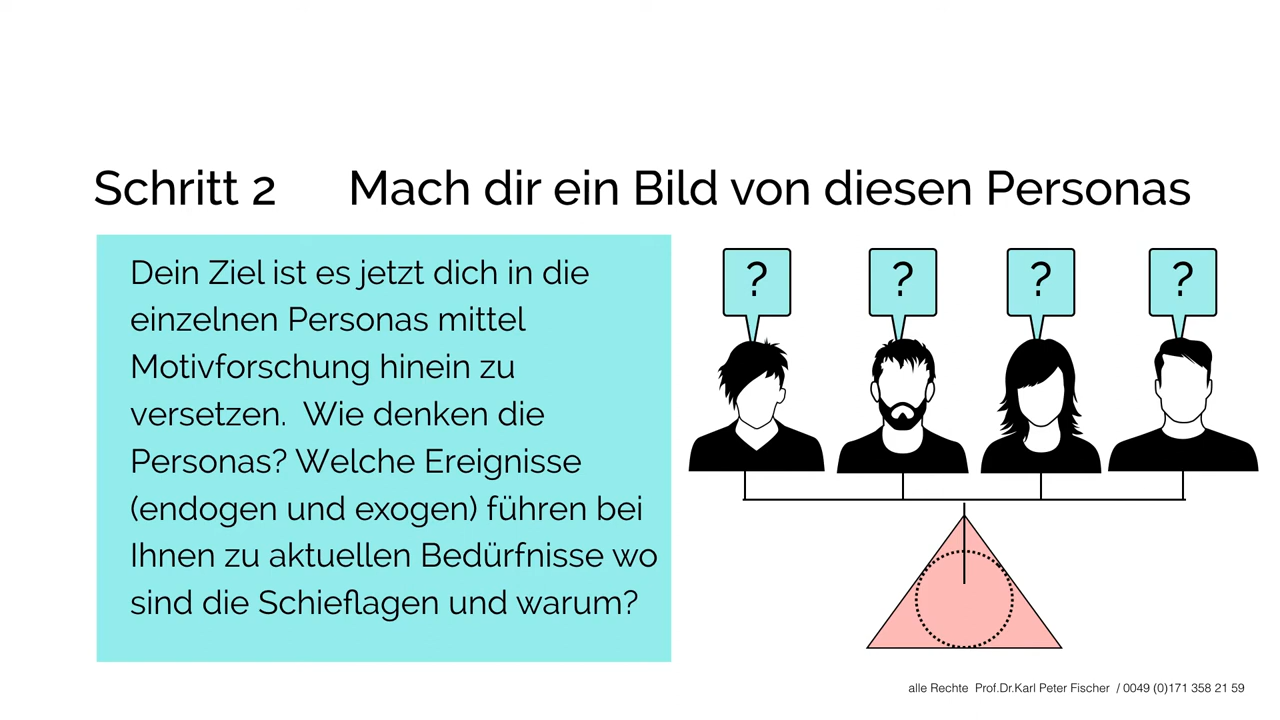 Schritt 2 Mach dir ein Bild von diesen Personas
Dein Ziel ist es jetzt dich in die
einzelnen Personas mittel
Motivforschung hinein zu
versetzen. Wie denken die
Personas? Welche Ereignisse
(endogen und exogen) führen bei
Ihnen zu aktuellen Bedürfnisse wo
sind die Schieflagen und warum?
? ? ? ?
alle Rechte Prof.Dr.Karl Peter Fischer / 0049 (0)171 358 21 59